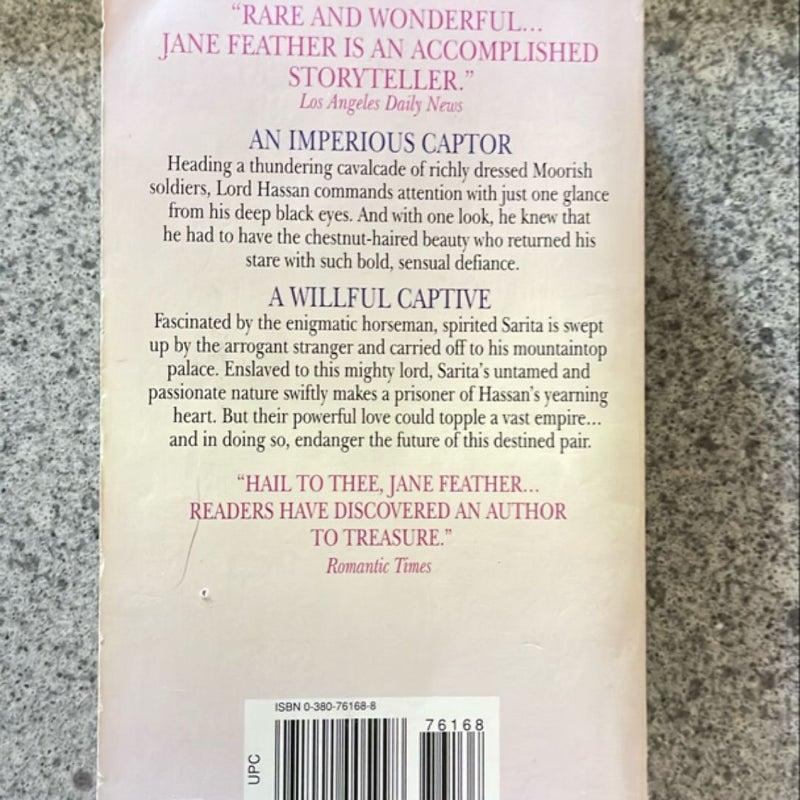 “RARE AND WONDERFUL...
JANE FEATHER IS AN ACCOMPLISHED
STORYTELLER.”
Los Angeles Daily News
AN IMPERIOUS CAPTOR
Heading a thundering cavalcade of richly dressed Moorish
soldiers, Lord Hassan commands attention with just one glance
from his deep black eyes. And with one look, he knew that
he had to have the chestnut-haired beauty who returned his
stare with such bold, sensual defiance.
A WILLFUL CAPTIVE
Fascinated by the enigmatic horseman, spirited Sarita is swept
up by the arrogant stranger and carried off to his mountaintop
palace. Enslaved to this mighty lord, Sarita’s untamed and
passionate nature swiftly makes a prisoner of Hassan’s yearning
heart. But their powerful love could topple a vast empire...
and in doing so, endanger the future of this destined pair.
“HAIL TO THEE, JANE FEATHER...
READERS HAVE DISCOVERED AN AUTHOR
TO TREASURE.”
Romantic Times
ISBN 0-380-76168-8
76168
UPC